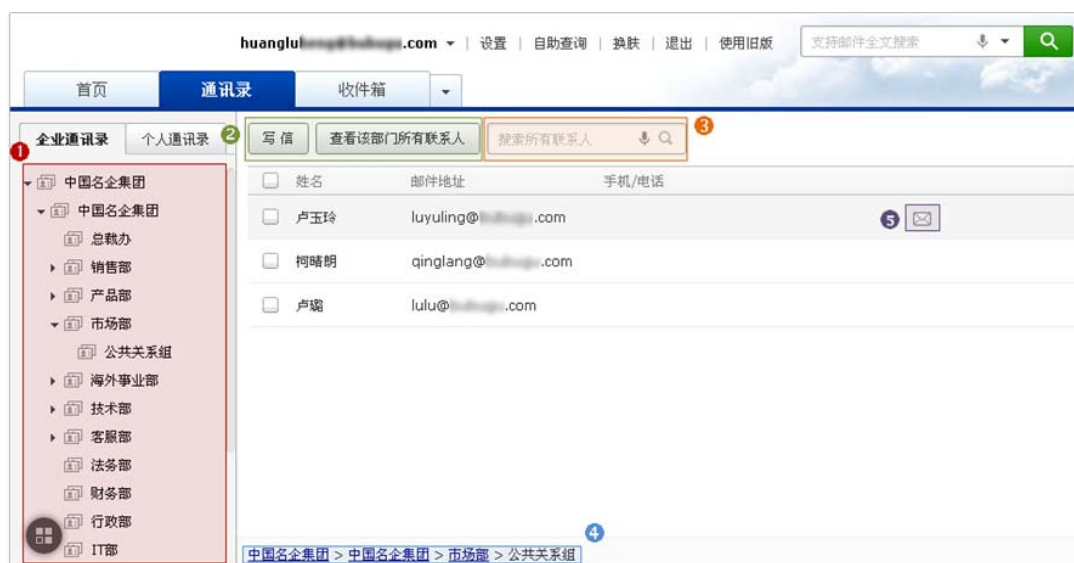 huanglu .com 设置 | 自助查询 | 换肤 | 退出 | 使用旧版 支持邮件全文搜索
首页 通讯录 收件箱
企业通讯录 个人通讯录 2 写信 查看该部门所有联系人 搜索所有联系人 3
1
中国名企集团
中国名企集团
总裁办
销售部
产品部
市场部
公共关系组
海外事业部
技术部
客服部
法务部
财务部
行政部
IT部
姓名 邮件地址 手机/电话
卢玉玲 luyuling@ .com 5
柯晴朗 qinglang@ .com
卢璐 lulu@ .com
4
中国名企集团 > 中国名企集团 > 市场部 > 公共关系组